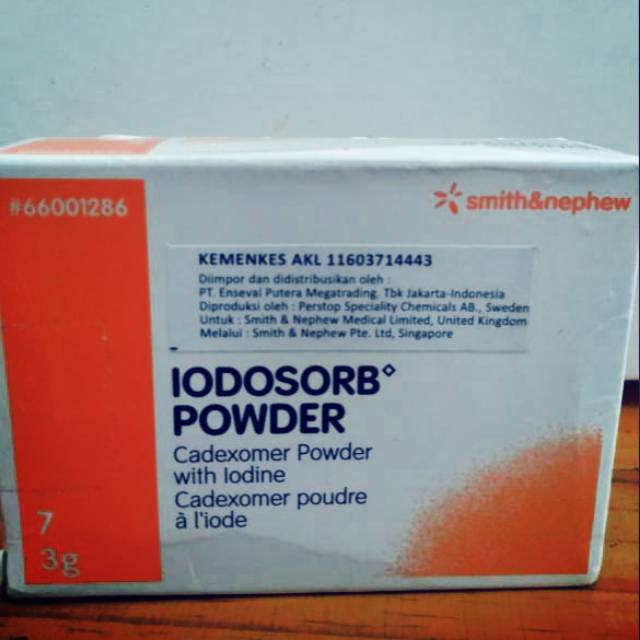 #66001286
smith&nephew
KEMENKES AKL 11603714443
Diimpor dan didistribusikan oleh :
PT. Enseval Putera Megatrading. Tbk Jakarta-Indonesia
Diproduksi oleh : Perstop Speciality Chemicals AB., Sweden
Untuk : Smith & Nephew Medical Limited, United Kingdom
Melalui : Smith & Nephew Pte. Ltd, Singapore
IODOSORB◇
POWDER
Cadexomer Powder
with Iodine
Cadexomer poudre
à l'iode
7
3g